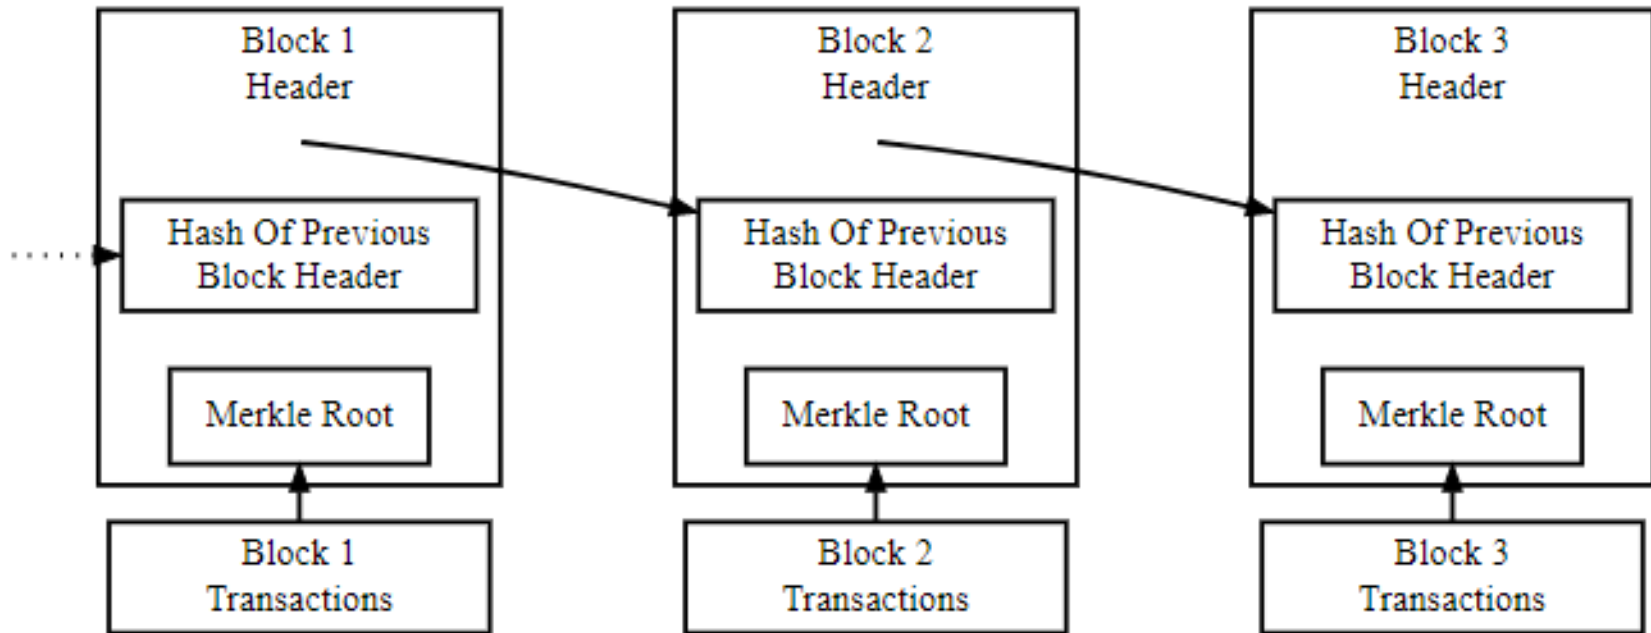 Block 1
Header
Hash Of Previous
Block Header
Merkle Root
Block 1
Transactions
Block 2
Header
Hash Of Previous
Block Header
Merkle Root
Block 2
Transactions
Block 3
Header
Hash Of Previous
Block Header
Merkle Root
Block 3
Transactions